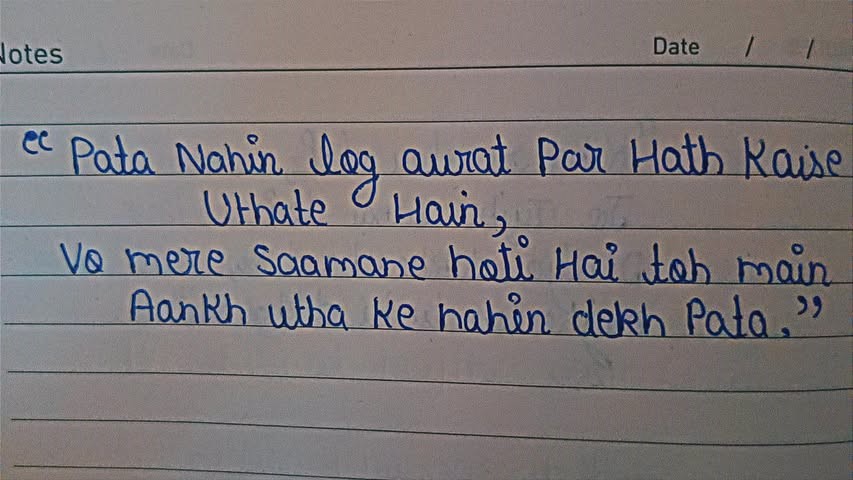 Notes
Date / /
“ Pata Nahin log aurat Par Hath Kaise
Uthate Hain,
Vo mere saamane hoti Hai toh main
Aankh utha Ke nahin dekh Pata.”